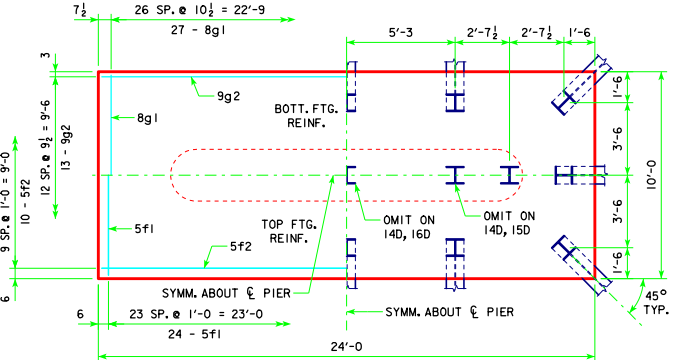 7½
26 SP. @ 10½ = 22'-9
27 - 8g1
5'-3
2'-7½
2'-7½
1'-6
3
12 SP. @ 9½ = 9'-6
13 - 9g2
9g2
8g1
BOTT. FTG.
REINF.
1'-6
3'-6
10'-0
3'-6
1'-6
9 SP. @ 1'-0 = 9'-0
10 - 5f2
6
5f1
TOP FTG.
REINF.
5f2
OMIT ON
14D, 16D
OMIT ON
14D, 15D
SYMM. ABOUT ℄ PIER
SYMM. ABOUT ℄ PIER
45°
TYP.
6
23 SP. @ 1'-0 = 23'-0
24 - 5f1
24'-0